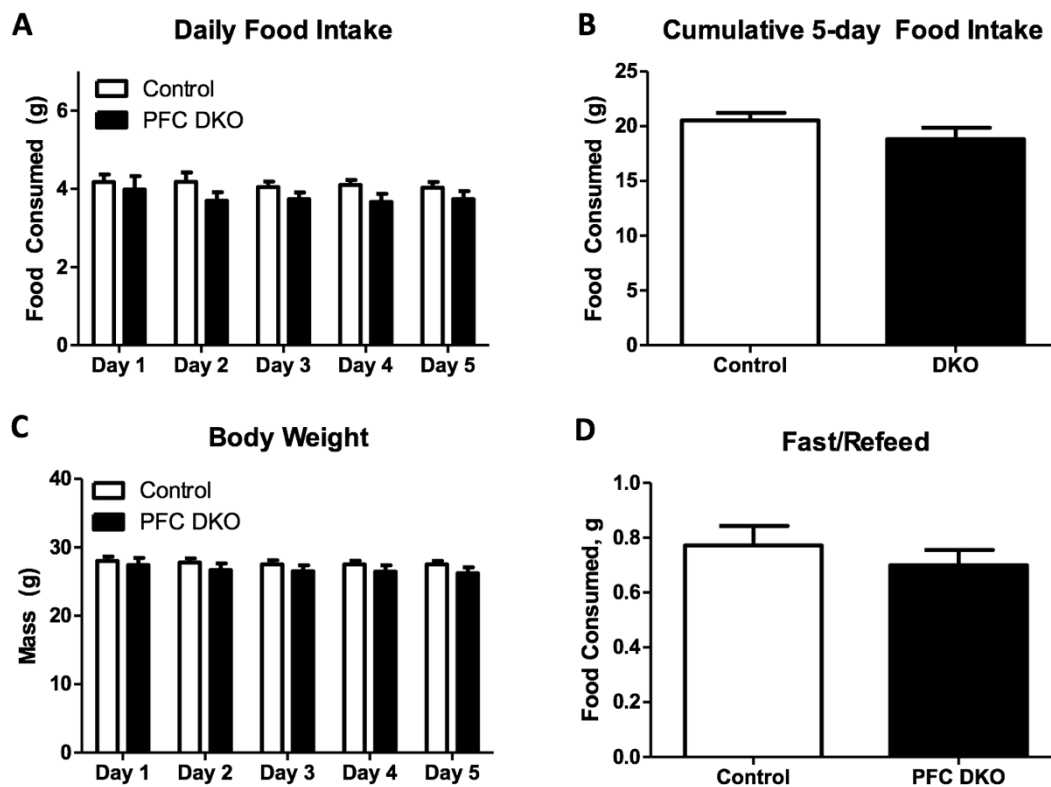 A
Daily Food Intake
Food Consumed (g)
6
4
2
0
Control
PFC DKO
Day 1 Day 2 Day 3 Day 4 Day 5
B
Cumulative 5-day Food Intake
Food Consumed (g)
25
20
15
10
5
0
Control DKO
C
Body Weight
Mass (g)
40
30
20
10
0
Control
PFC DKO
Day 1 Day 2 Day 3 Day 4 Day 5
D
Fast/Refeed
Food Consumed, g
1.0
0.8
0.6
0.4
0.2
0.0
Control PFC DKO